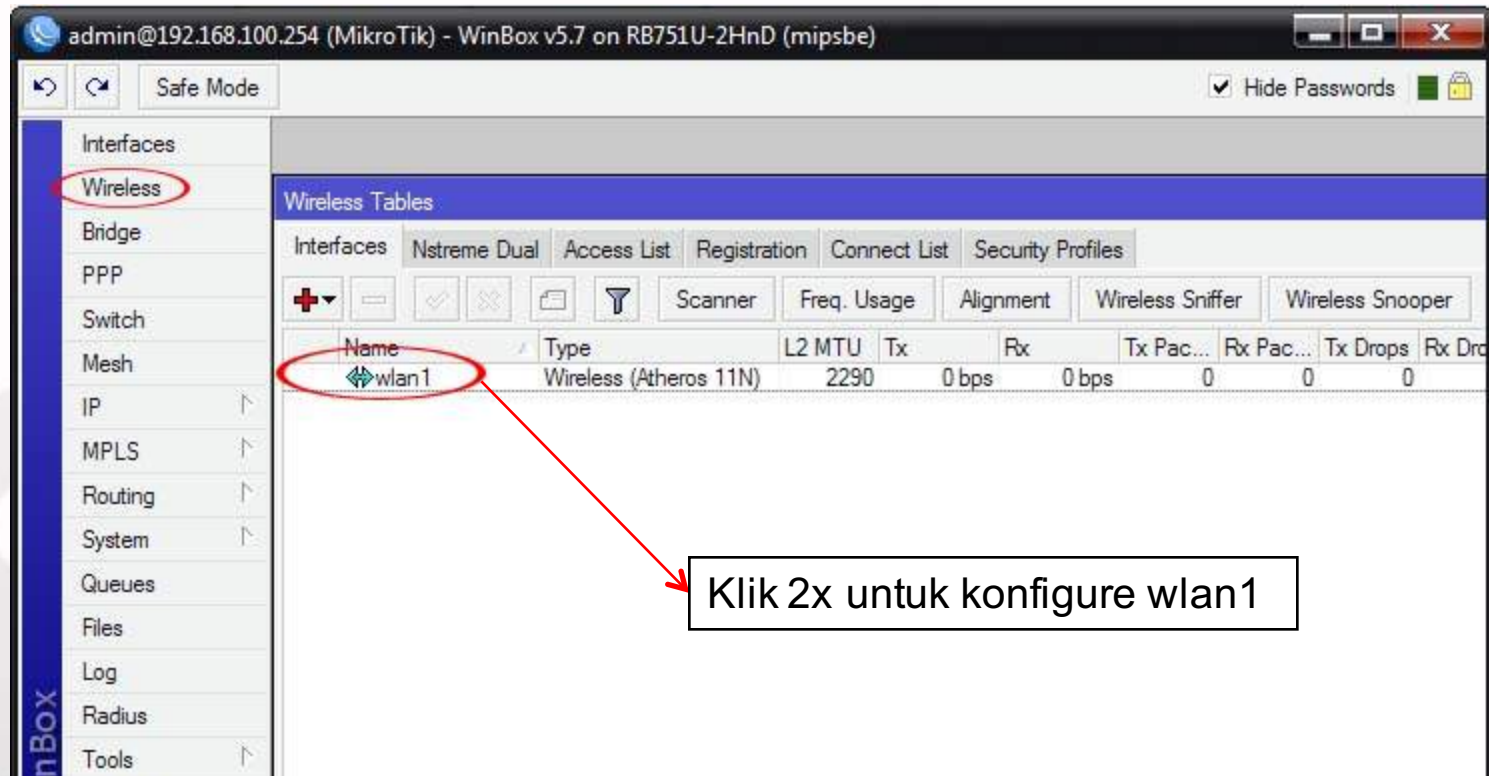 admin@192.168.100.254 (MikroTik) - WinBox v5.7 on RB751U-2HnD (mipsbe)
Safe Mode
Hide Passwords
Interfaces
Wireless
Bridge
PPP
Switch
Mesh
IP
MPLS
Routing
System
Queues
Files
Log
Radius
Tools
nBox
Wireless Tables
Interfaces Nstreme Dual Access List Registration Connect List Security Profiles
Scanner Freq. Usage Alignment Wireless Sniffer Wireless Snooper
Name Type L2 MTU Tx Rx Tx Pac... Rx Pac... Tx Drops Rx Dro
wlan1 Wireless (Atheros 11N) 2290 0 bps 0 bps 0 0 0
Klik 2x untuk konfigure wlan1